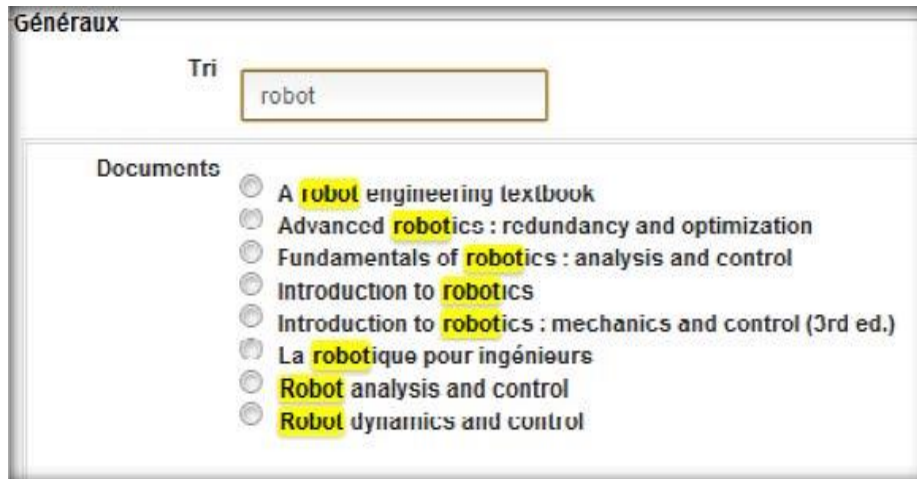 Généraux
Tri
robot
Documents
A robot engineering textbook
Advanced robotics : redundancy and optimization
Fundamentals of robotics : analysis and control
Introduction to robotics
Introduction to robotics : mechanics and control (3rd ed.)
La robotique pour ingénieurs
Robot analysis and control
Robot dynamics and control